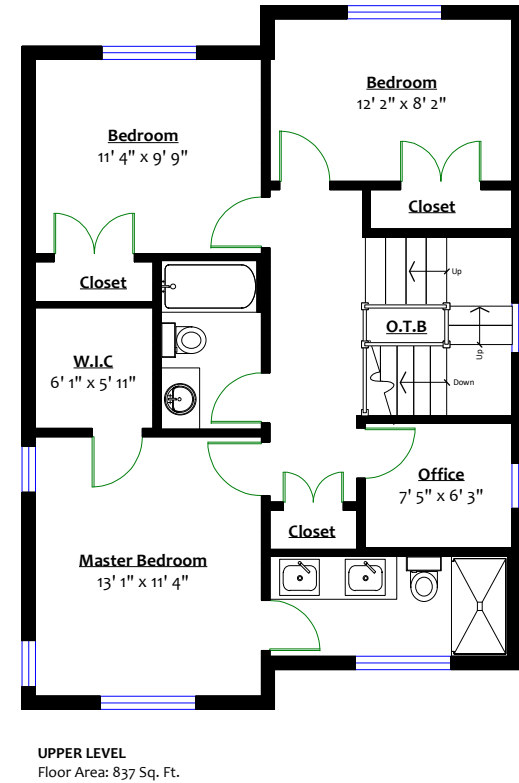 Bedroom
12' 2" x 8' 2"
Bedroom
11' 4" x 9' 9"
Closet
Closet
Up
O.T.B
Up
Down
W.I.C
6' 1" x 5' 11"
Office
7' 5" x 6' 3"
Closet
Master Bedroom
13' 1" x 11' 4"
UPPER LEVEL
Floor Area: 837 Sq. Ft.